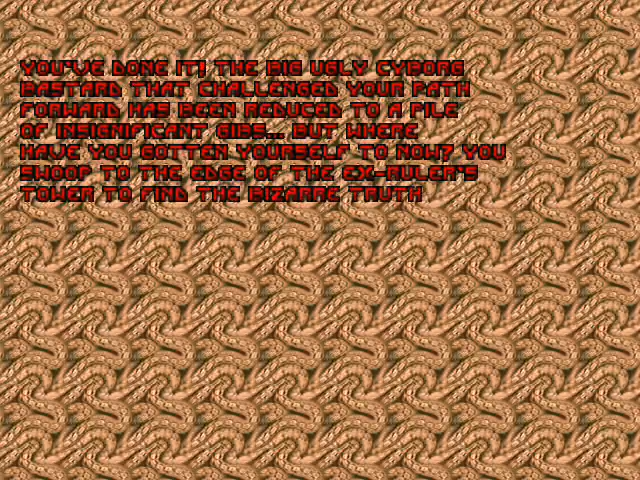 YOU'VE DONE IT! THE BIG UGLY CYBORG
BASTARD THAT CHALLENGED YOUR PATH
FORWARD HAS BEEN REDUCED TO A PILE
OF INSIGNIFICANT GIBS... BUT WHERE
HAVE YOU GOTTEN YOURSELF TO NOW? YOU
SWOOP TO THE EDGE OF THE EX-RULER'S
TOWER TO FIND THE BIZARRE TRUTH